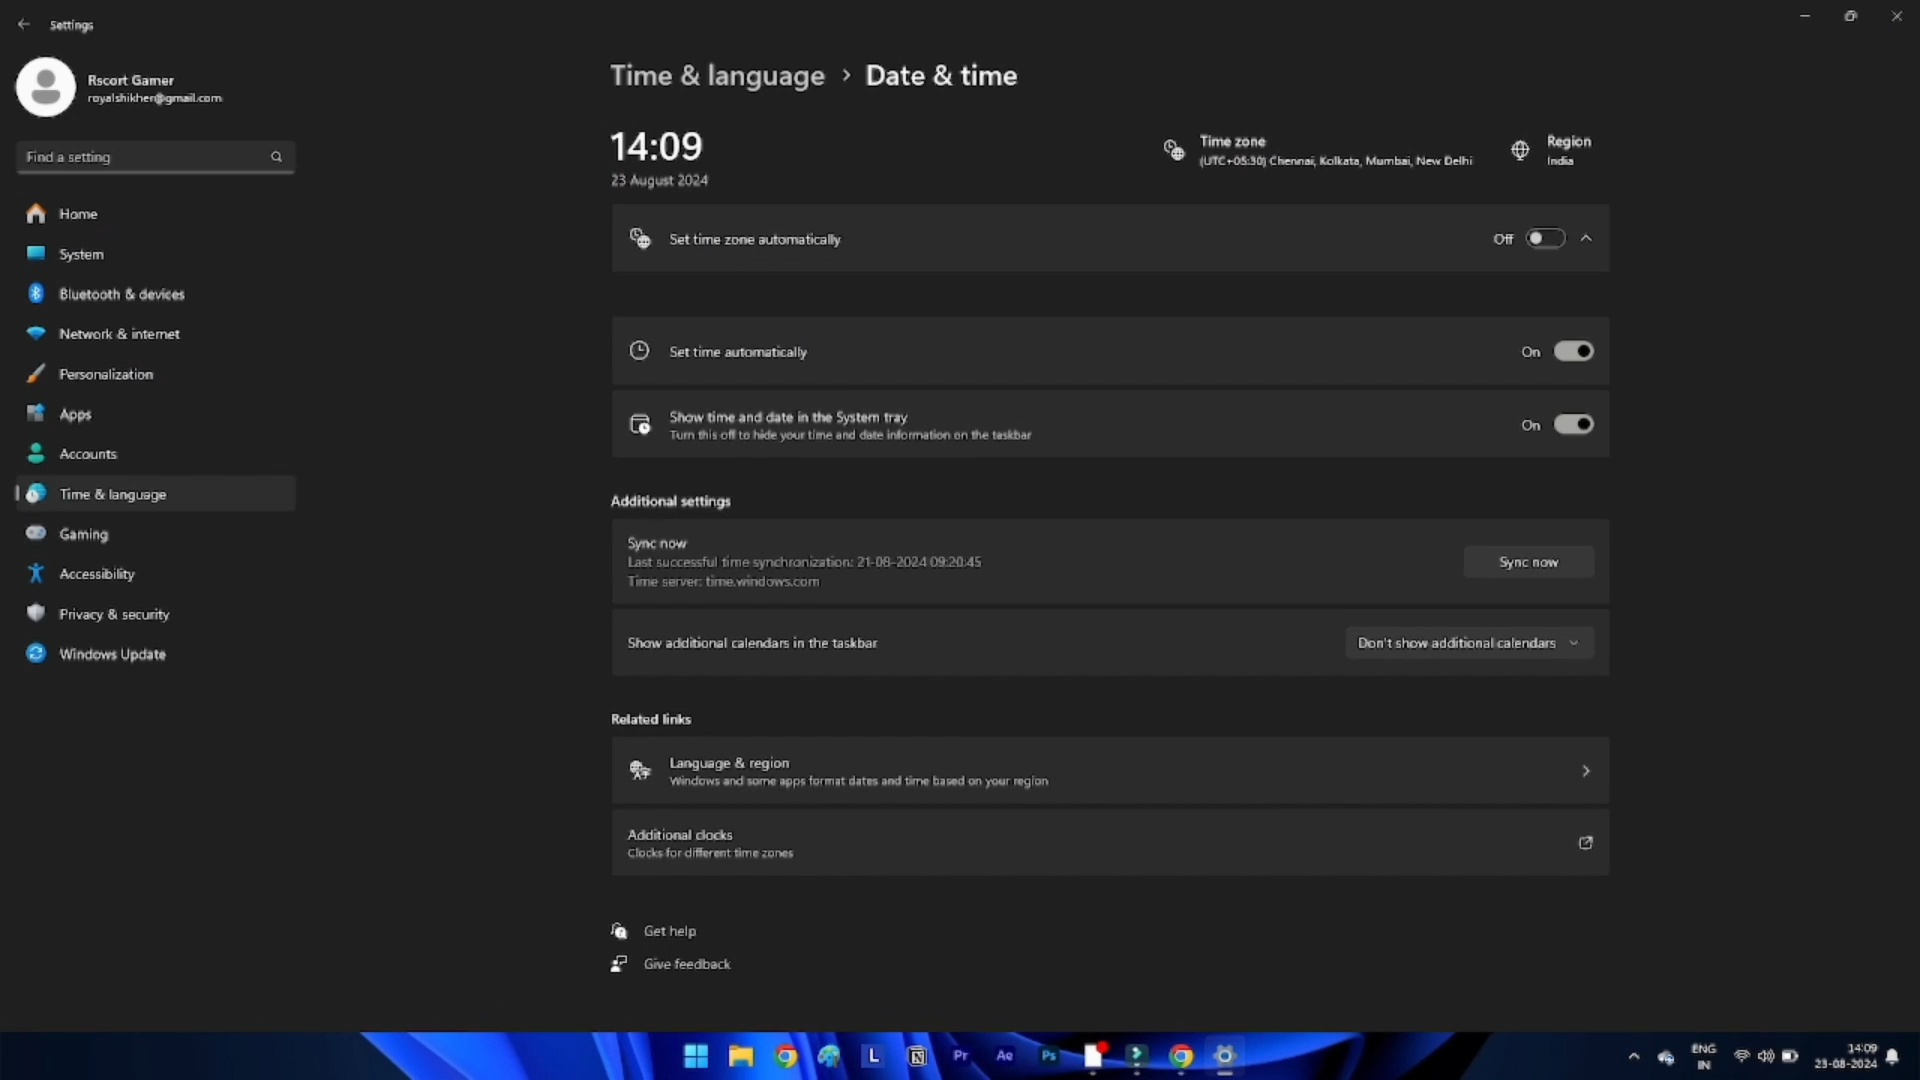 Settings
Rscort Gamer
royalshikher@gmail.com
Find a setting
Home
System
Bluetooth & devices
Network & internet
Personalization
Apps
Accounts
Time & language
Gaming
Accessibility
Privacy & security
Windows Update
Time & language > Date & time
14:09
23 August 2024
Time zone
(UTC+05:30) Chennai, Kolkata, Mumbai, New Delhi
Region
India
Set time zone automatically
Off
Set time automatically
On
Show time and date in the System tray
Turn this off to hide your time and date information on the taskbar
On
Additional settings
Sync now
Last successful time synchronization: 21-08-2024 09:20:45
Time server: time.windows.com
Sync now
Show additional calendars in the taskbar
Don't show additional calendars
Related links
Language & region
Windows and some apps format dates and time based on your region
Additional clocks
Clocks for different time zones
Get help
Give feedback
L
N
Pr
Ae
Ps
ENG
IN
14:09
23-08-2024